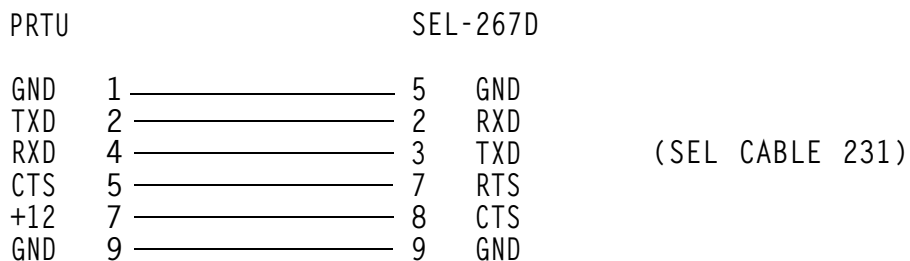 PRTU SEL-267D
GND 1 5 GND
TXD 2 2 RXD
RXD 4 3 TXD (SEL CABLE 231)
CTS 5 7 RTS
+12 7 8 CTS
GND 9 9 GND